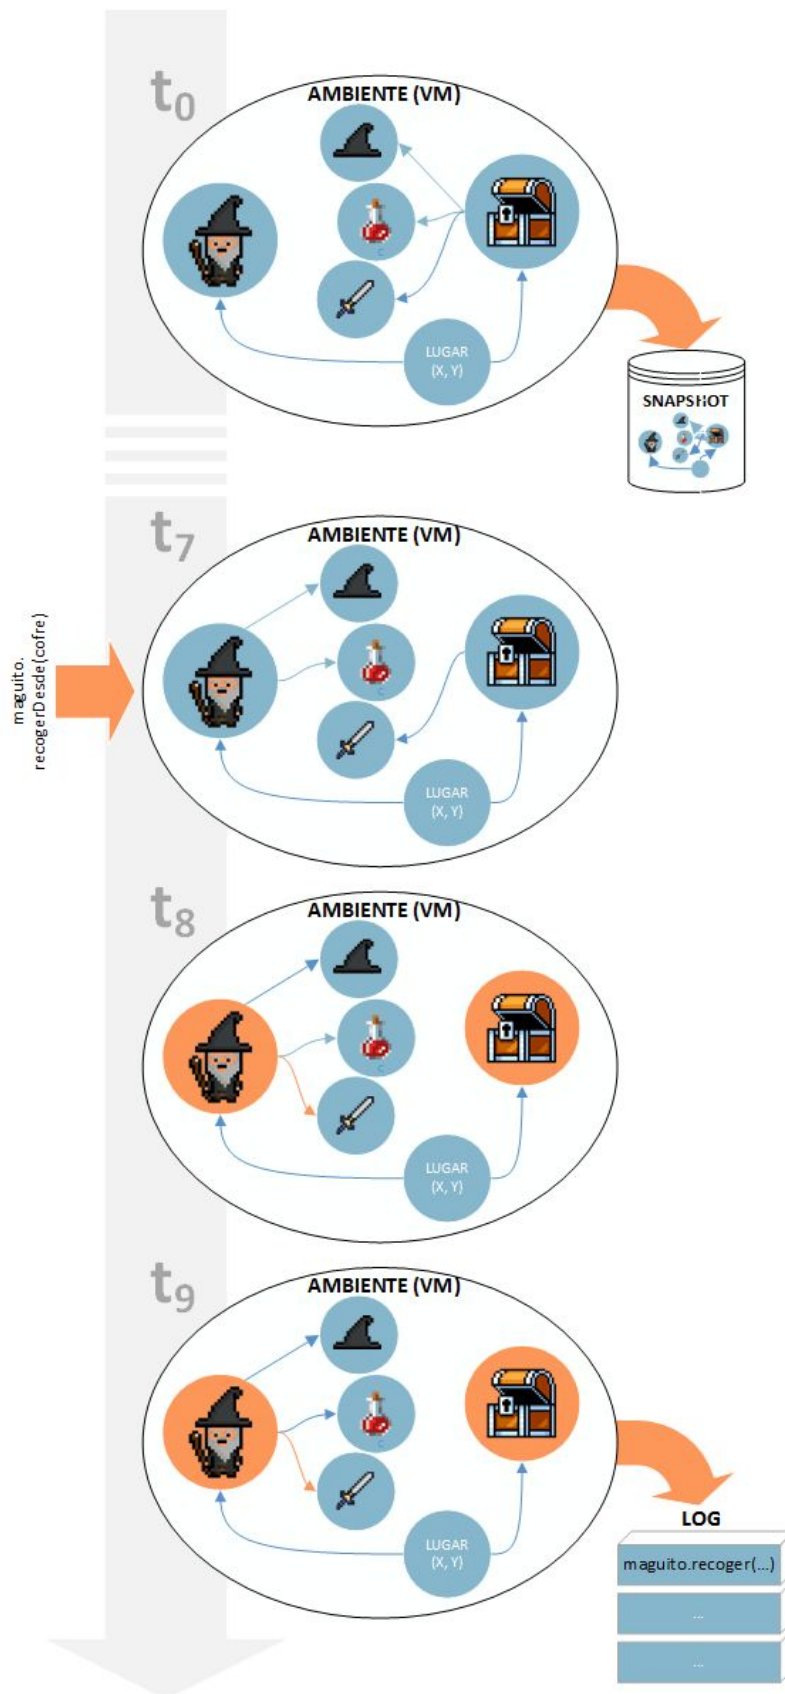 t0
AMBIENTE (VM)
LUGAR
(X, Y)
SNAPSHOT
t7
AMBIENTE (VM)
maguito.
recogerDesde(cofre)
LUGAR
(X, Y)
t8
AMBIENTE (VM)
LUGAR
(X, Y)
t9
AMBIENTE (VM)
LUGAR
(X, Y)
LOG
maguito.recoger(...)
...
...